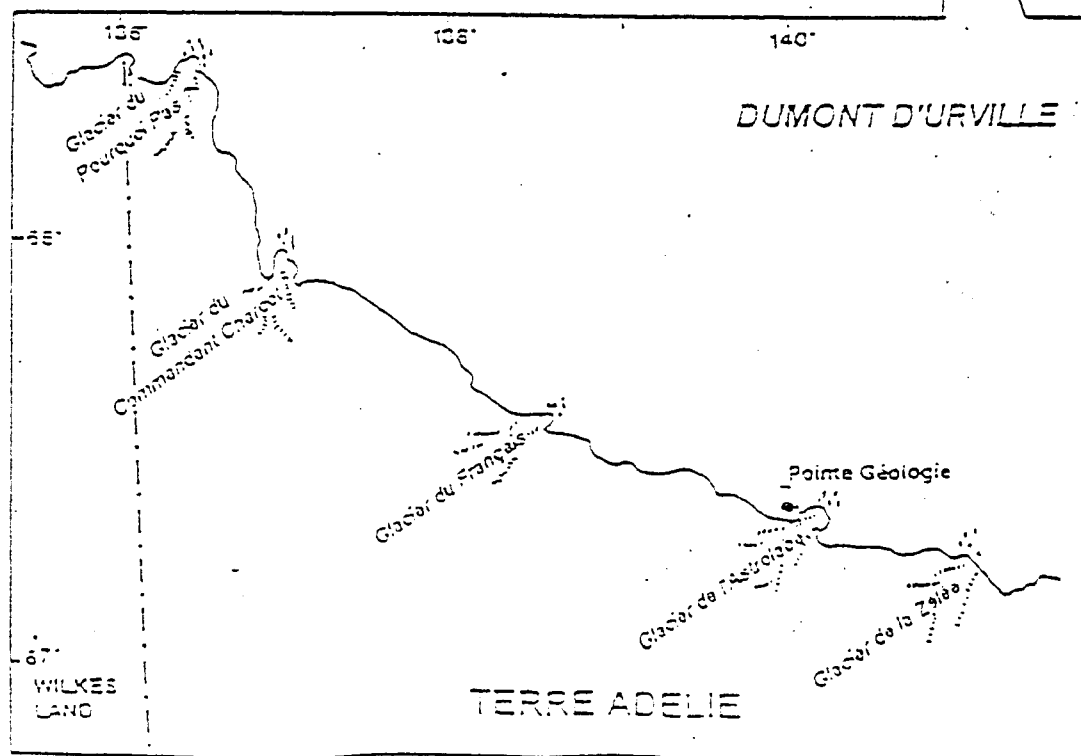 136°
138°
140°
DUMONT D'URVILLE
Glacier du
Pourquoi Pas
66°
Glacier du
Commandant Charcot
Glacier du Français
Pointe Géologie
Glacier de l'Astrolabe
Glacier de la Zélée
67°
WILKES
LAND
TERRE ADELIE